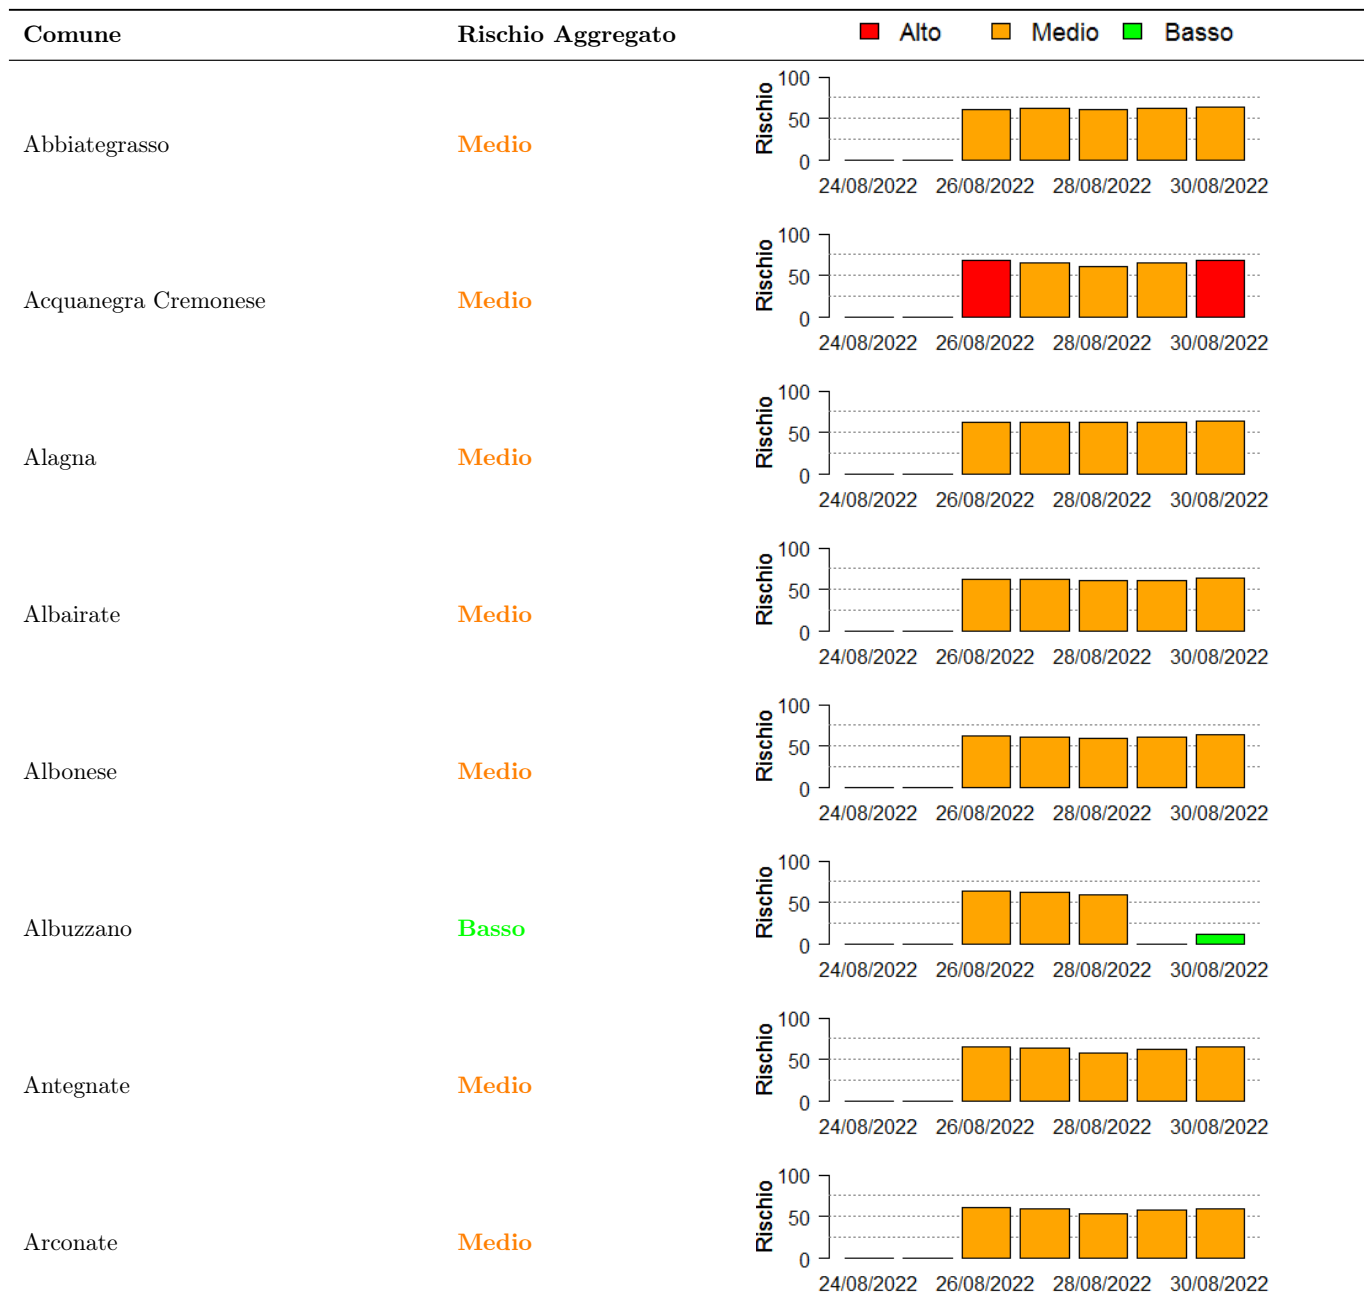 Comune Rischio Aggregato Alto Medio Basso
Abbiategrasso Medio
Rischio
100
50
0
24/08/2022 26/08/2022 28/08/2022 30/08/2022
Acquanegra Cremonese Medio
Rischio
100
50
0
24/08/2022 26/08/2022 28/08/2022 30/08/2022
Alagna Medio
Rischio
100
50
0
24/08/2022 26/08/2022 28/08/2022 30/08/2022
Albairate Medio
Rischio
100
50
0
24/08/2022 26/08/2022 28/08/2022 30/08/2022
Albonese Medio
Rischio
100
50
0
24/08/2022 26/08/2022 28/08/2022 30/08/2022
Albuzzano Basso
Rischio
100
50
0
24/08/2022 26/08/2022 28/08/2022 30/08/2022
Antegnate Medio
Rischio
100
50
0
24/08/2022 26/08/2022 28/08/2022 30/08/2022
Arconate Medio
Rischio
100
50
0
24/08/2022 26/08/2022 28/08/2022 30/08/2022